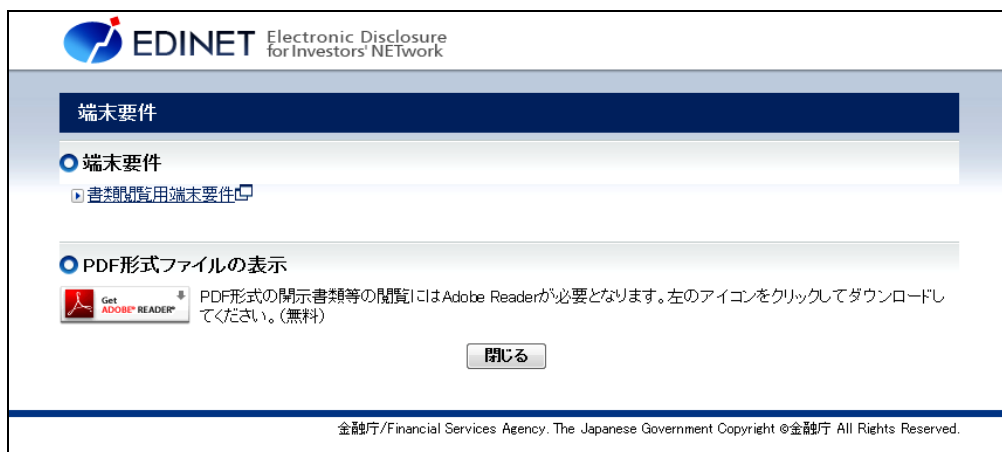 EDINET Electronic Disclosure
for Investors' NETwork
端末要件
端末要件
書類閲覧用端末要件
PDF形式ファイルの表示
Get
ADOBE® READER®
PDF形式の開示書類等の閲覧にはAdobe Readerが必要となります。左のアイコンをクリックしてダウンロードし
てください。(無料)
閉じる
金融庁/Financial Services Agency. The Japanese Government Copyright ©金融庁 All Rights Reserved.